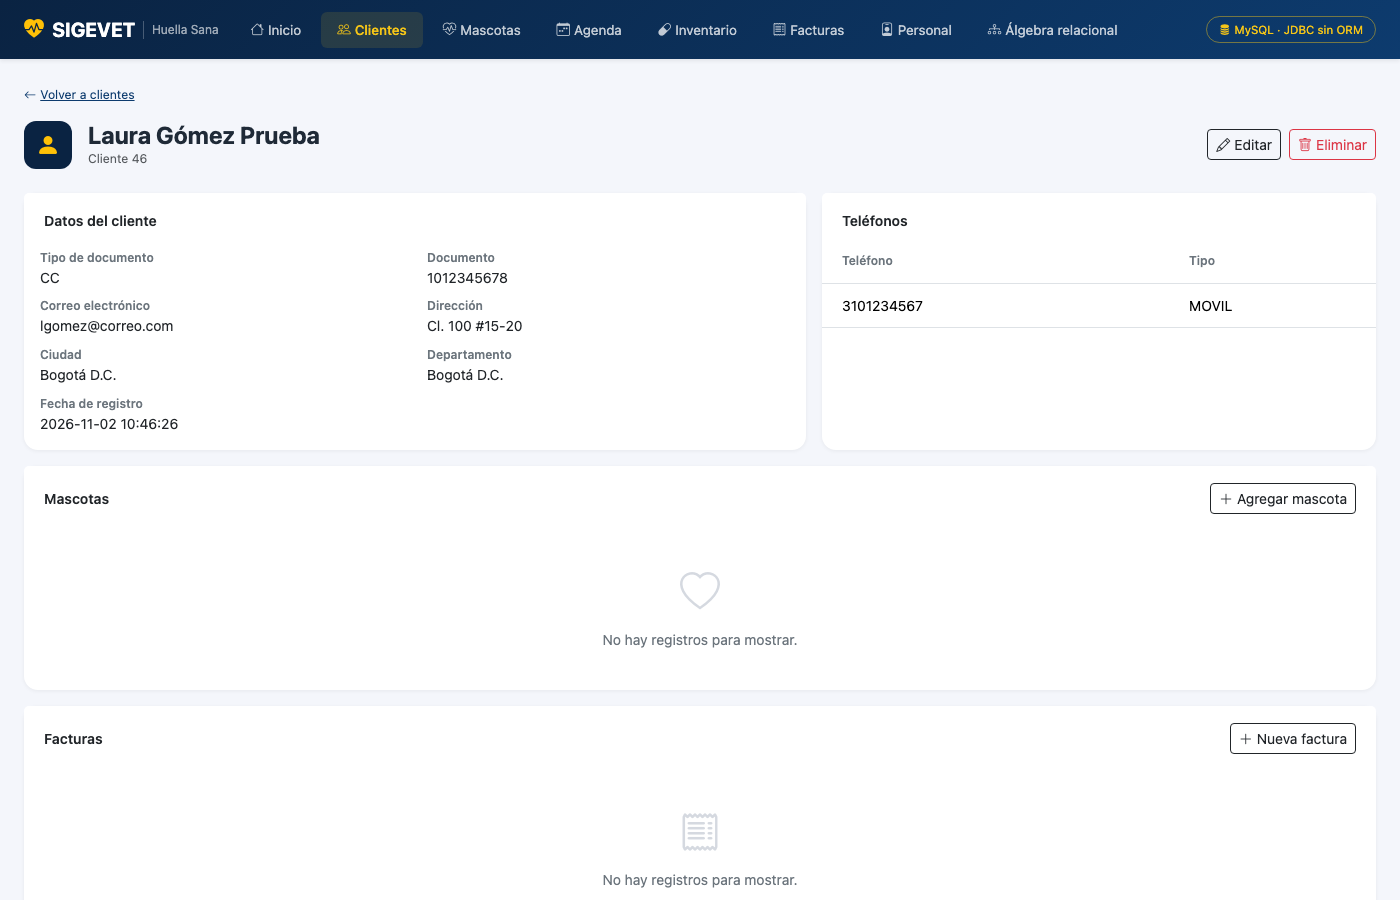 SIGEVET Huella Sana Inicio Clientes Mascotas Agenda Inventario Facturas Personal Álgebra relacional MySQL · JDBC sin ORM
← Volver a clientes
Laura Gómez Prueba
Cliente 46
Editar Eliminar
Datos del cliente
Tipo de documento Documento
CC 1012345678
Correo electrónico Dirección
lgomez@correo.com Cl. 100 #15-20
Ciudad Departamento
Bogotá D.C. Bogotá D.C.
Fecha de registro
2026-11-02 10:46:26
Teléfonos
Teléfono Tipo
3101234567 MOVIL
Mascotas + Agregar mascota
No hay registros para mostrar.
Facturas + Nueva factura
No hay registros para mostrar.